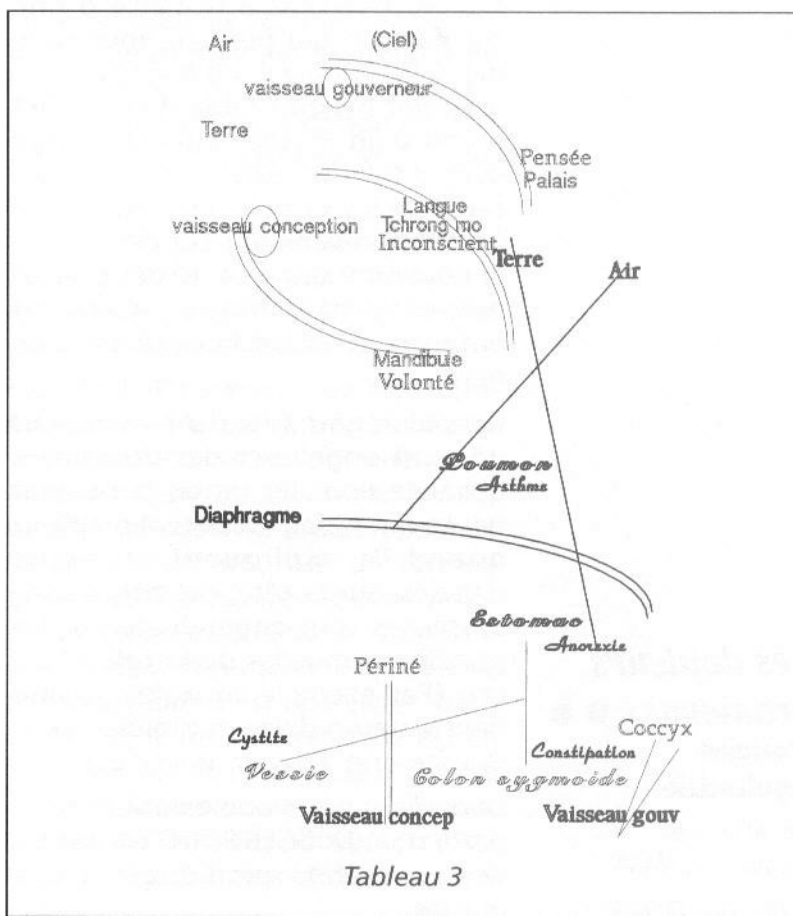 Air
(Ciel)
vaisseau gouverneur
Terre
Pensée
Palais
Langue
vaisseau conception
Tchrong mo
Inconscient
Terre
Air
Mandibule
Volonté
Poumon
Asthme
Diaphragme
Estomac
Anorexie
Périné
Coccyx
Cystite
Constipation
Vessie
Colon sygmoide
Vaisseau concep
Vaisseau gouv
Tableau 3